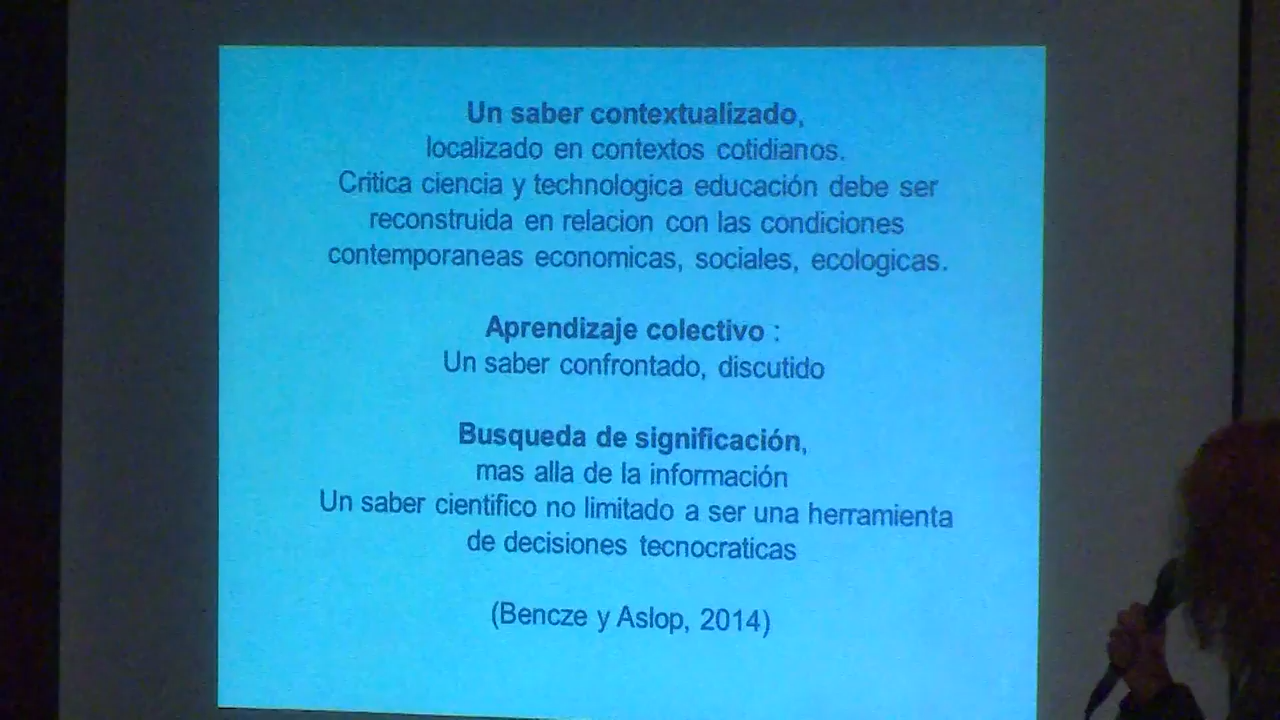 Un saber contextualizado,
localizado en contextos cotidianos.
Critica ciencia y technologica educación debe ser
reconstruida en relacion con las condiciones
contemporaneas economicas, sociales, ecologicas.
Aprendizaje colectivo :
Un saber confrontado, discutido
Busqueda de significación,
mas alla de la información
Un saber cientifico no limitado a ser una herramienta
de decisiones tecnocraticas
(Bencze y Aslop, 2014)